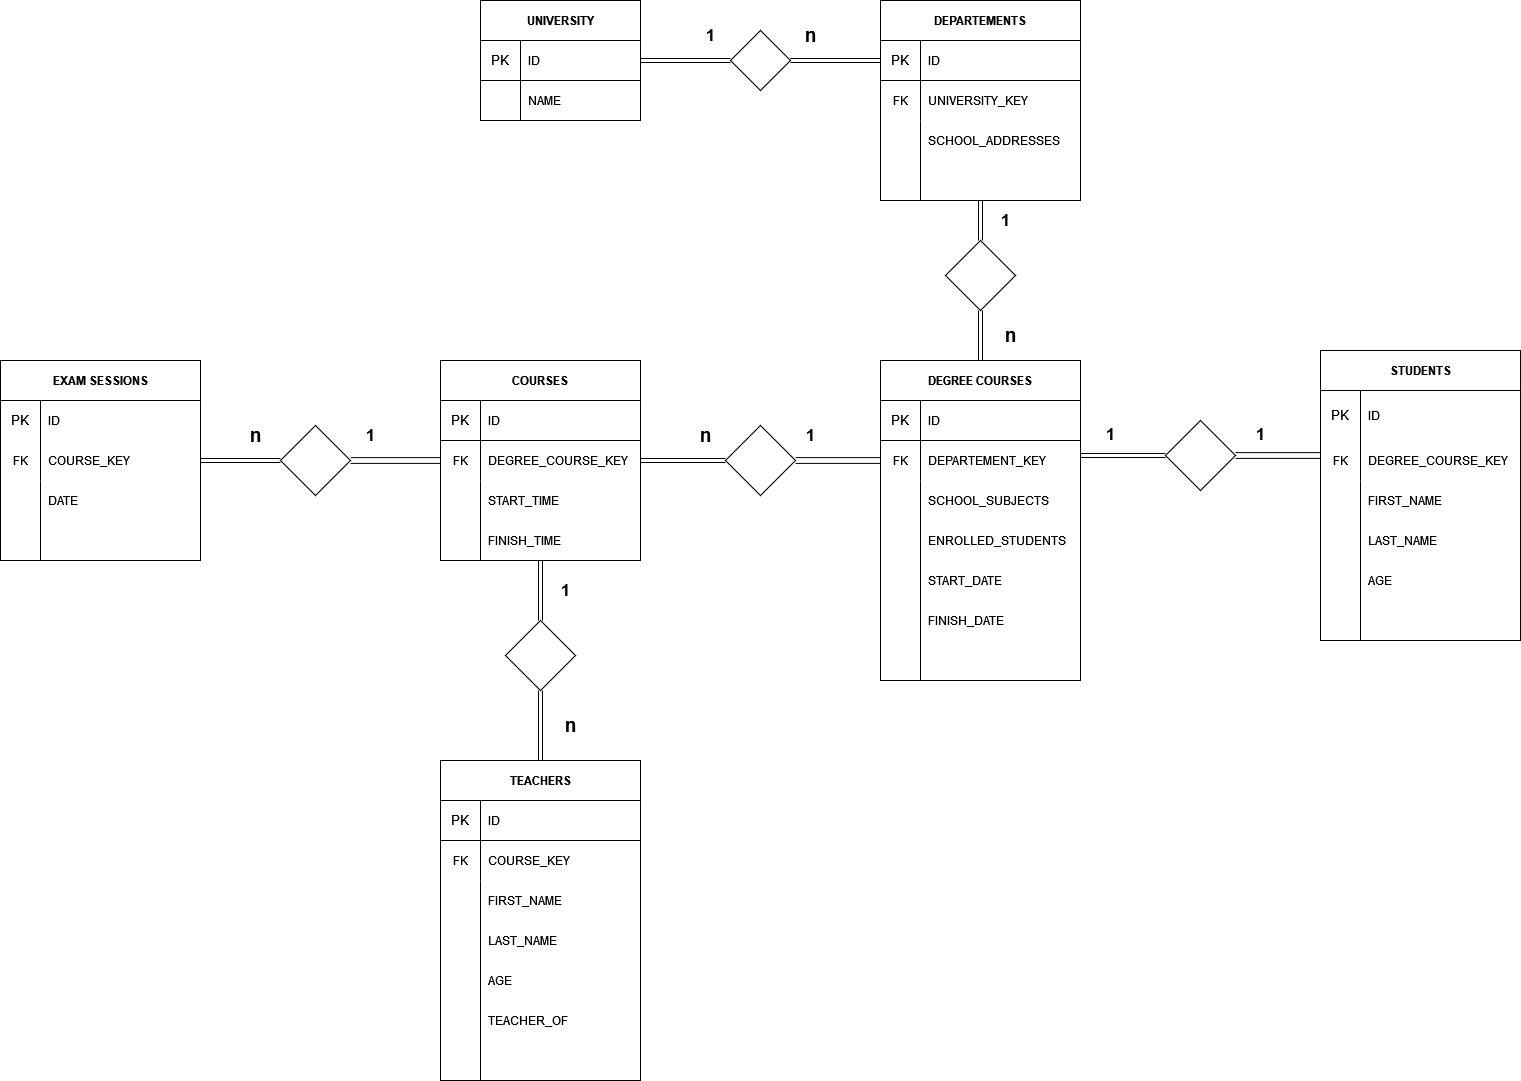 UNIVERSITY
PK ID
NAME
1
n
DEPARTEMENTS
PK ID
FK UNIVERSITY_KEY
SCHOOL_ADDRESSES
1
n
EXAM SESSIONS
PK ID
FK COURSE_KEY
DATE
n
1
COURSES
PK ID
FK DEGREE_COURSE_KEY
START_TIME
FINISH_TIME
n
1
DEGREE COURSES
PK ID
FK DEPARTEMENT_KEY
SCHOOL_SUBJECTS
ENROLLED_STUDENTS
START_DATE
FINISH_DATE
1
1
STUDENTS
PK ID
FK DEGREE_COURSE_KEY
FIRST_NAME
LAST_NAME
AGE
1
n
TEACHERS
PK ID
FK COURSE_KEY
FIRST_NAME
LAST_NAME
AGE
TEACHER_OF